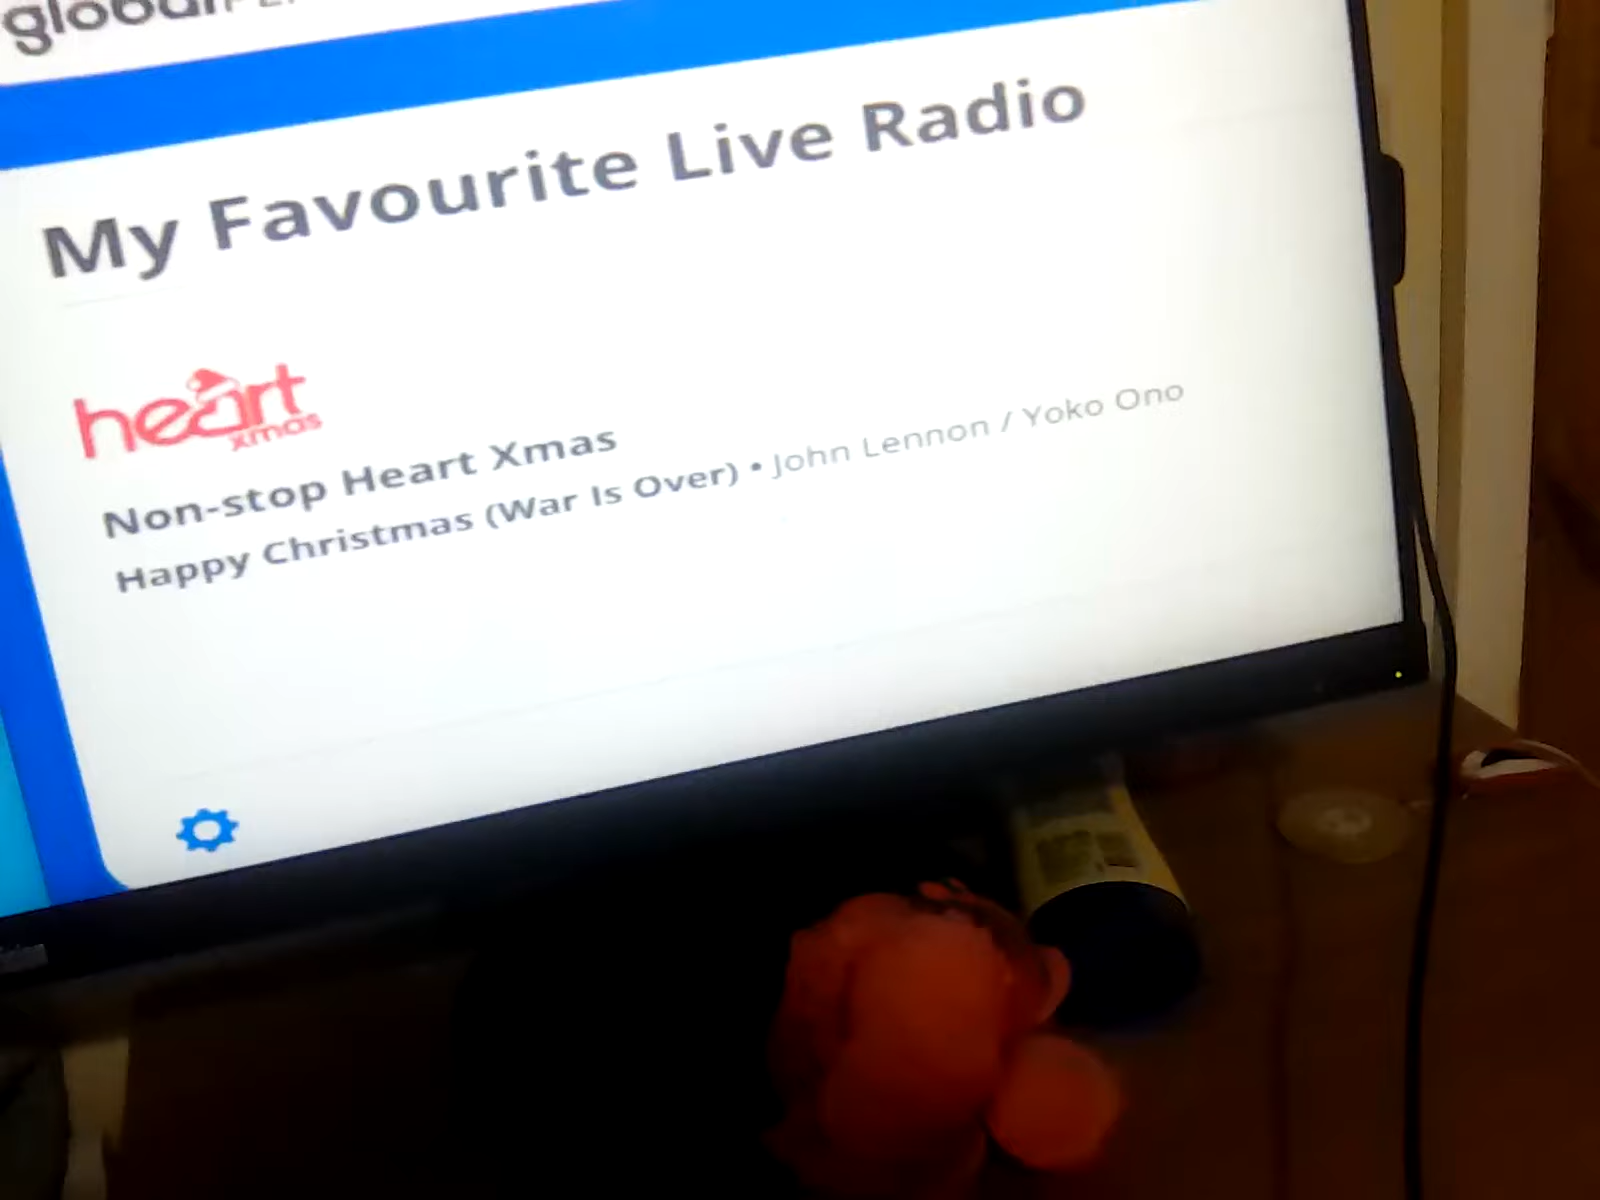 global
My Favourite Live Radio
heart
xmas
Non-stop Heart Xmas
Happy Christmas (War Is Over) • John Lennon / Yoko Ono